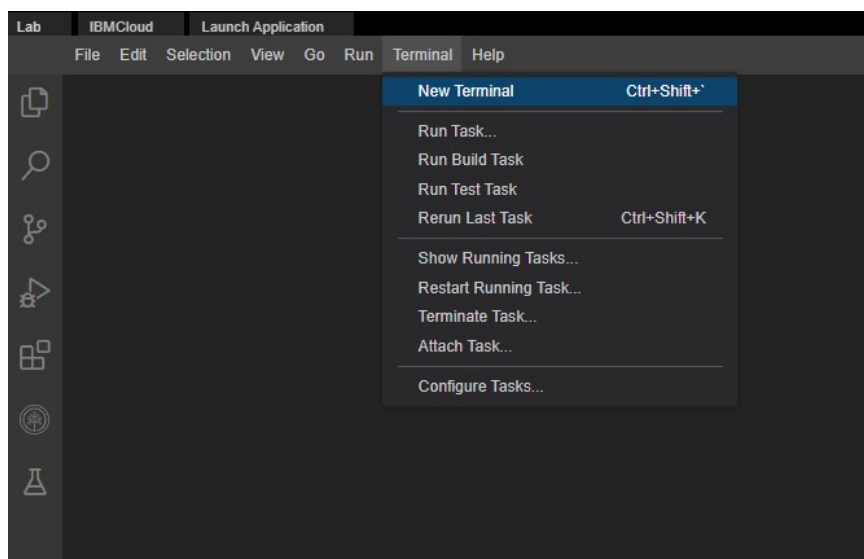 Lab IBMCloud Launch Application
File Edit Selection View Go Run Terminal Help
New Terminal Ctrl+Shift+`
Run Task...
Run Build Task
Run Test Task
Rerun Last Task Ctrl+Shift+K
Show Running Tasks...
Restart Running Task...
Terminate Task...
Attach Task...
Configure Tasks...